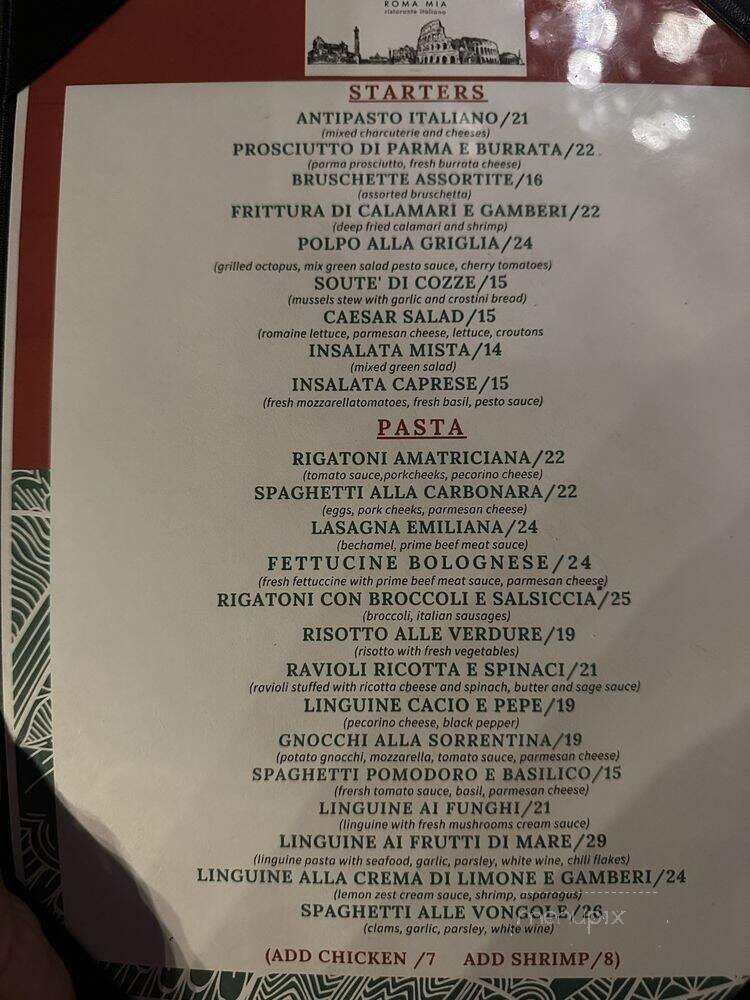 ROMA MIA
ristorante italiano
STARTERS
ANTIPASTO ITALIANO/21
(mixed charcuterie and cheeses)
PROSCIUTTO DI PARMA E BURRATA/22
(parma prosciutto, fresh burrata cheese)
BRUSCHETTE ASSORTITE/16
(assorted bruschetta)
FRITTURA DI CALAMARI E GAMBERI/22
(deep fried calamari and shrimp)
POLPO ALLA GRIGLIA/24
(grilled octopus, mix green salad pesto sauce, cherry tomatoes)
SOUTE' DI COZZE/15
(mussels stew with garlic and crostini bread)
CAESAR SALAD/15
(romaine lettuce, parmesan cheese, lettuce, croutons
INSALATA MISTA/14
(mixed green salad)
INSALATA CAPRESE/15
(fresh mozzarellatomatoes, fresh basil, pesto sauce)
PASTA
RIGATONI AMATRICIANA/22
(tomato sauce,porkcheeks, pecorino cheese)
SPAGHETTI ALLA CARBONARA/22
(eggs, pork cheeks, parmesan cheese)
LASAGNA EMILIANA/24
(bechamel, prime beef meat sauce)
FETTUCINE BOLOGNESE/24
(fresh fettuccine with prime beef meat sauce, parmesan cheese)
RIGATONI CON BROCCOLI E SALSICCIA/25
(broccoli, italian sausages)
RISOTTO ALLE VERDURE/19
(risotto with fresh vegetables)
RAVIOLI RICOTTA E SPINACI/21
(ravioli stuffed with ricotta cheese and spinach, butter and sage sauce)
LINGUINE CACIO E PEPE/19
(pecorino cheese, black pepper)
GNOCCHI ALLA SORRENTINA/19
(potato gnocchi, mozzarella, tomato sauce, parmesan cheese)
SPAGHETTI POMODORO E BASILICO/15
(frersh tomato sauce, basil, parmesan cheese)
LINGUINE AI FUNGHI/21
(linguine with fresh mushrooms cream sauce)
LINGUINE AI FRUTTI DI MARE/29
(linguine pasta with seafood, garlic, parsley, white wine, chili flakes)
LINGUINE ALLA CREMA DI LIMONE E GAMBERI/24
(lemon zest cream sauce, shrimp, asparagus)
SPAGHETTI ALLE VONGOLE/26
menupix
(clams, garlic, parsley, white wine)
(ADD CHICKEN /7 ADD SHRIMP/8)